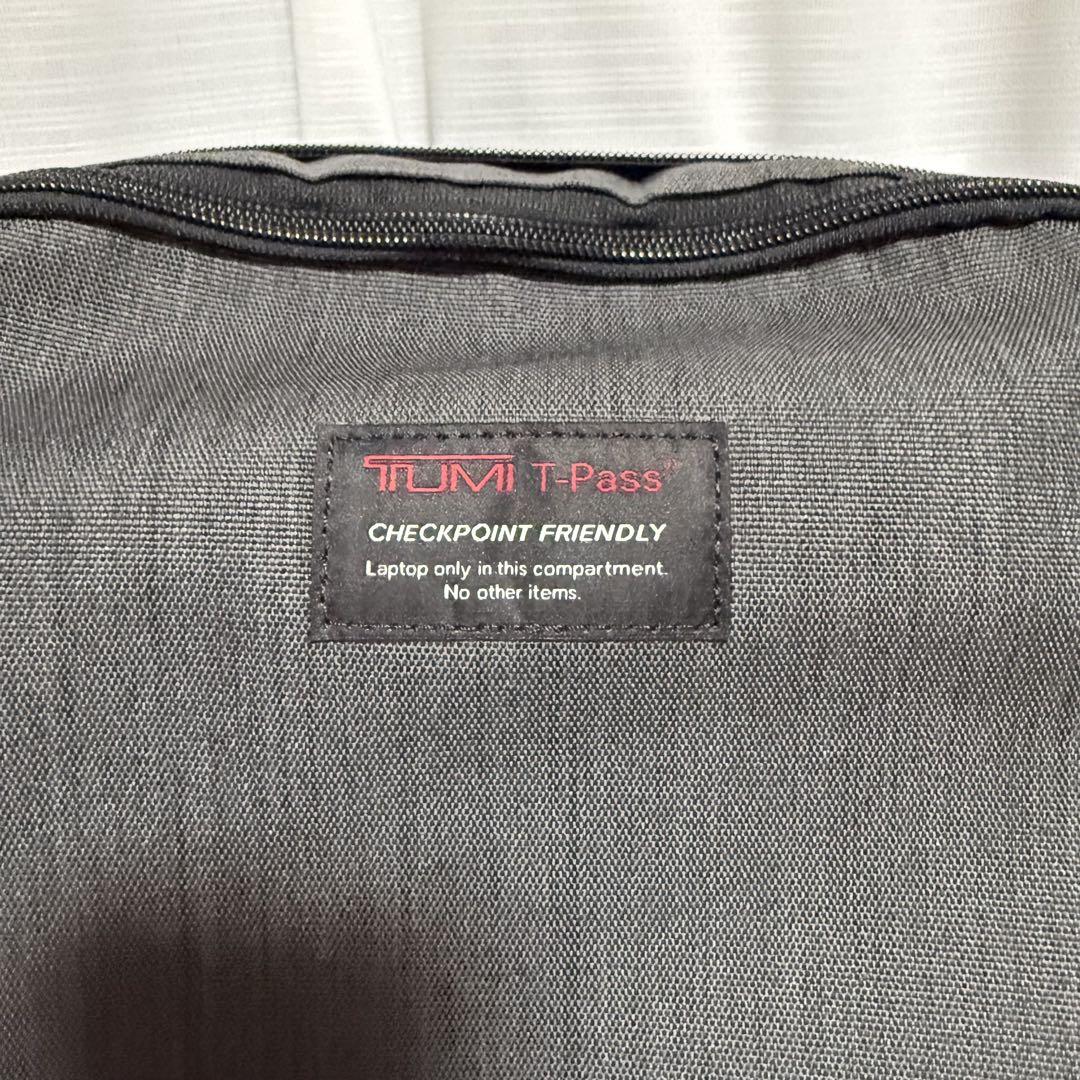 TUMI T-Pass®
CHECKPOINT FRIENDLY
Laptop only in this compartment.
No other items.